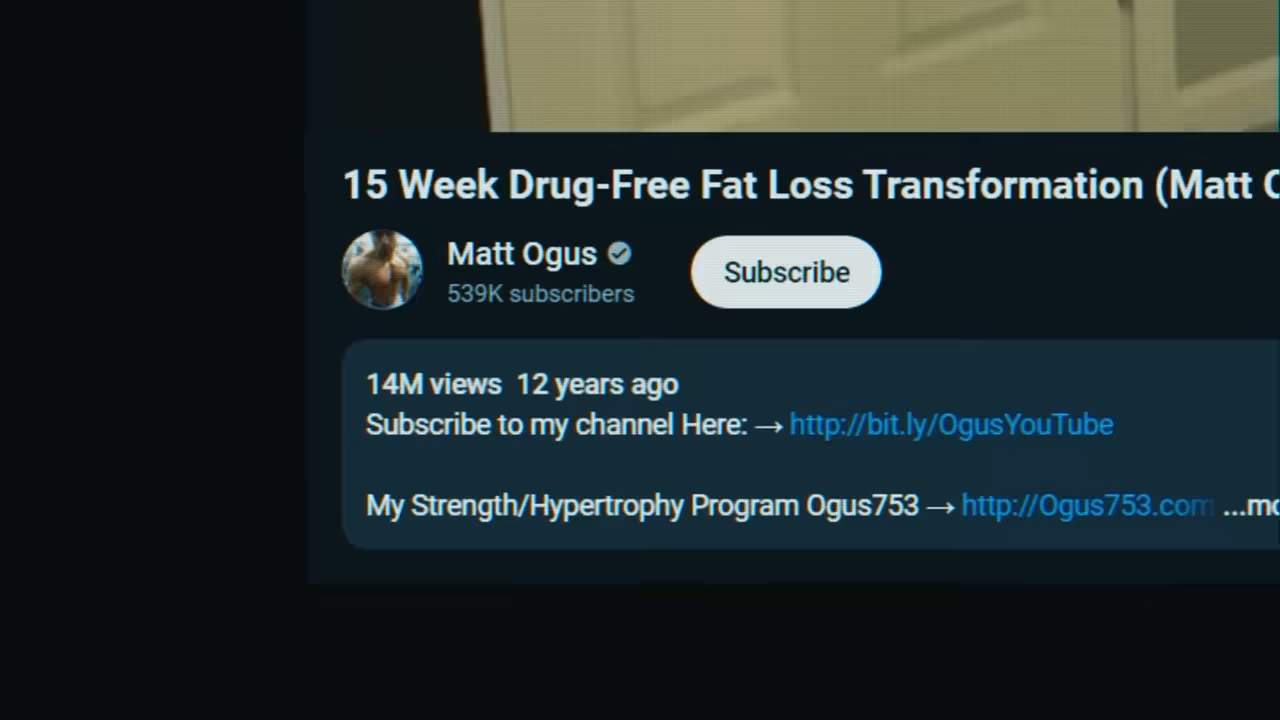 15 Week Drug-Free Fat Loss Transformation (Matt
Matt Ogus
539K subscribers
Subscribe
14M views 12 years ago
Subscribe to my channel Here: → http://bit.ly/OgusYouTube
My Strength/Hypertrophy Program Ogus753 → http://Ogus753.com ...mo